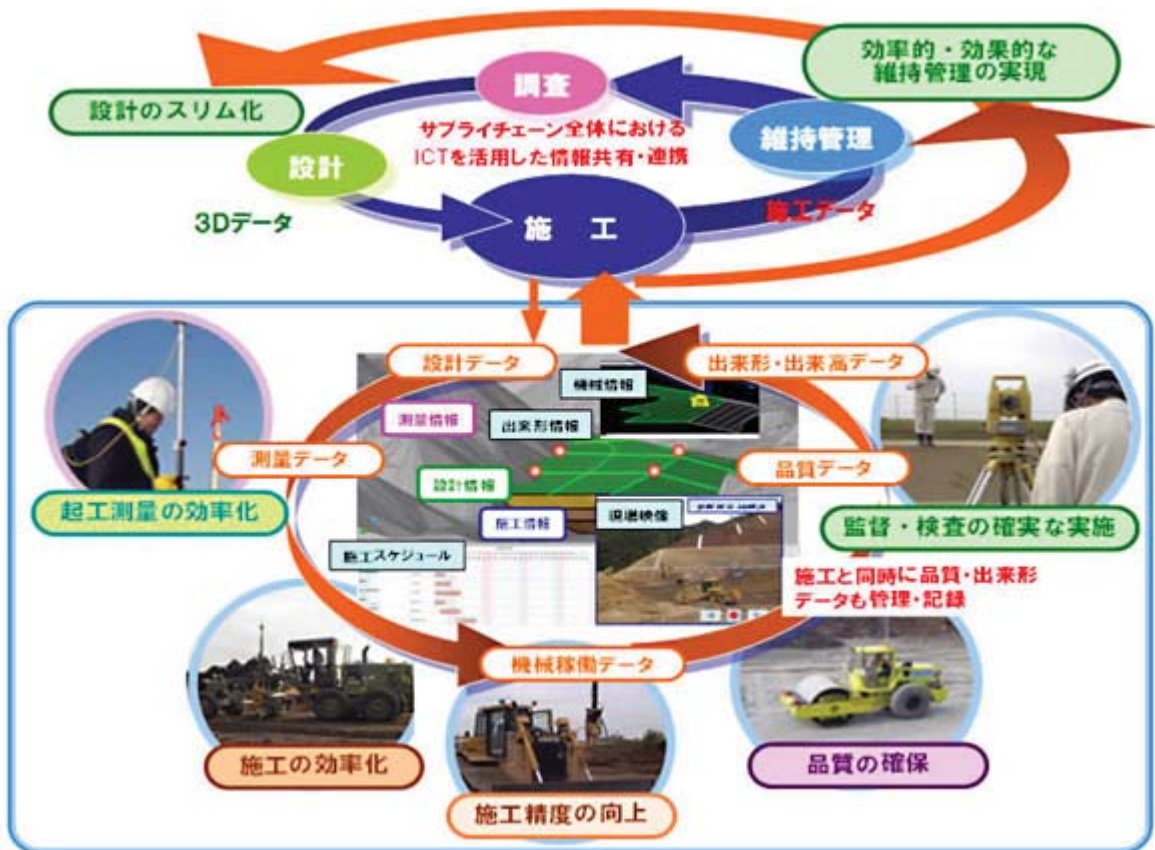 効率的・効果的な
維持管理の実現
調査
設計のスリム化
サプライチェーン全体における
ICTを活用した情報共有・連携
維持管理
設計
3Dデータ
施 工
施工データ
設計データ
出来形・出来高データ
機械情報
測量情報
出来形情報
測量データ
品質データ
設計情報
起工測量の効率化
施工情報
現場映像
監督・検査の確実な実施
施工スケジュール
施工と同時に品質・出来形
データも管理・記録
機械稼働データ
施工の効率化
品質の確保
施工精度の向上